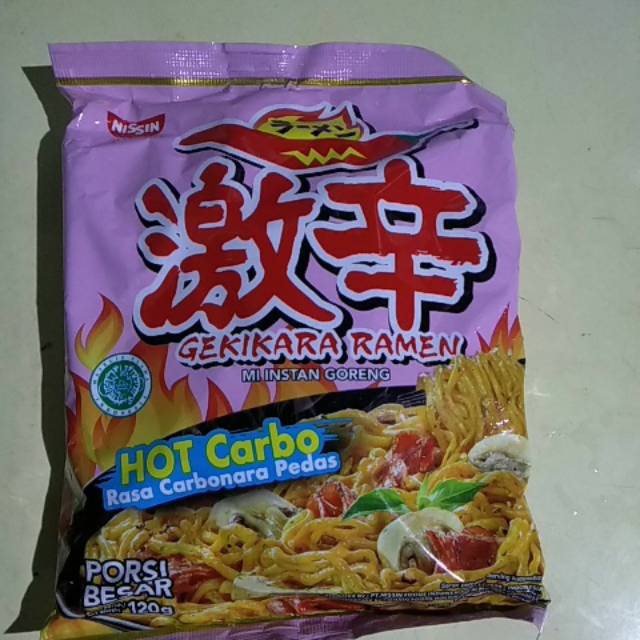 NISSIN
ラーメン
激辛
GEKIKARA RAMEN
MI INSTAN GORENG
HOT Carbo
Rasa Carbonara Pedas
PORSI
BESAR
120g